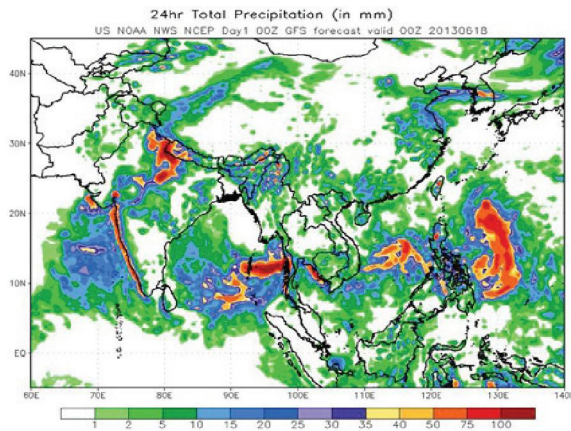 24hr Total Precipitation (in mm)
US NOAA NWS NCEP Day1 00Z GFS forecast valid 00Z 20130618
40N
30N
20N
10N
EQ
60E 70E 80E 90E 100E 110E 120E 130E 140E
1 2 5 10 15 20 25 30 35 40 50 75 100